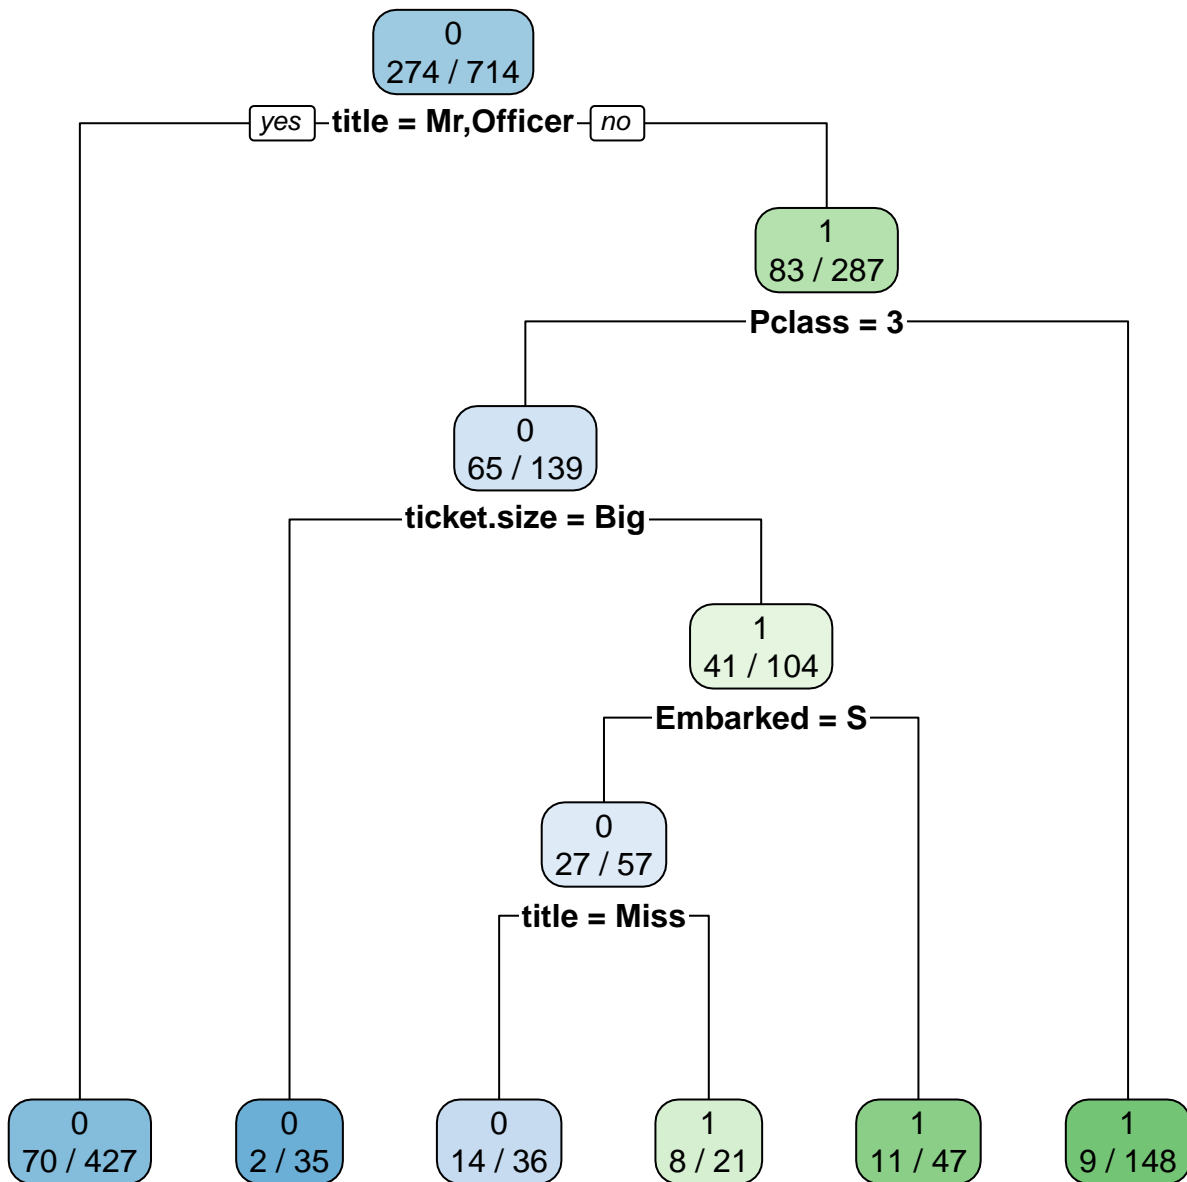 0
274 / 714
yes title = Mr,Officer no
1
83 / 287
Pclass = 3
0
65 / 139
ticket.size = Big
1
41 / 104
Embarked = S
0
27 / 57
title = Miss
0
70 / 427
0
2 / 35
0
14 / 36
1
8 / 21
1
11 / 47
1
9 / 148